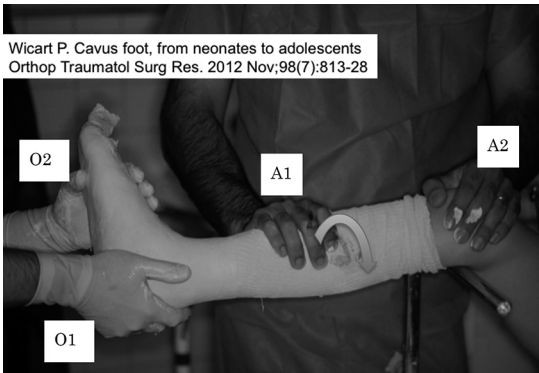 Wicart P. Cavus foot, from neonates to adolescents
Orthop Traumatol Surg Res. 2012 Nov;98(7):813-28
O2
A1
A2
O1